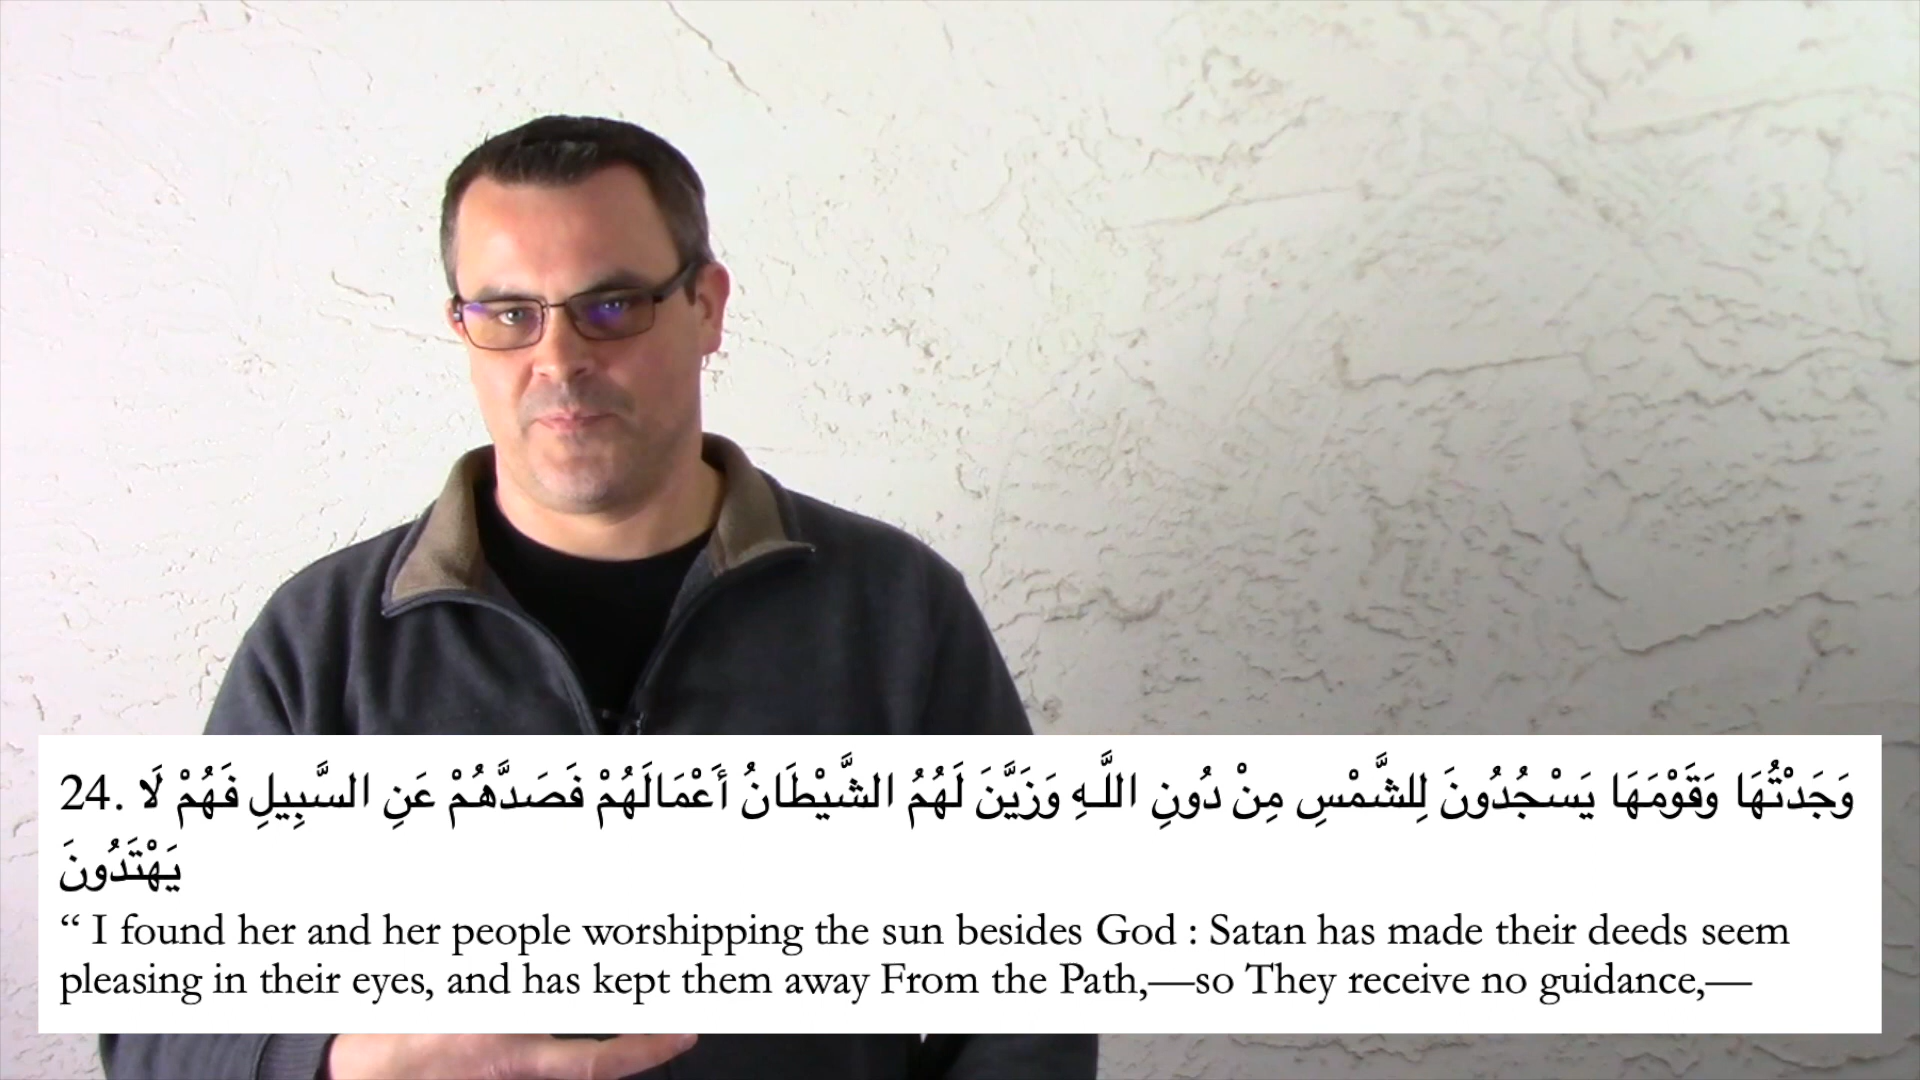 24. وَجَدْتُهَا وَقَوْمَهَا يَسْجُدُونَ لِلشَّمْسِ مِنْ دُونِ اللَّـهِ وَزَيَّنَ لَهُمُ الشَّيْطَانُ أَعْمَالَهُمْ فَصَدَّهُمْ عَنِ السَّبِيلِ فَهُمْ لَا
يَهْتَدُونَ
“ I found her and her people worshipping the sun besides God : Satan has made their deeds seem
pleasing in their eyes, and has kept them away From the Path,—so They receive no guidance,—